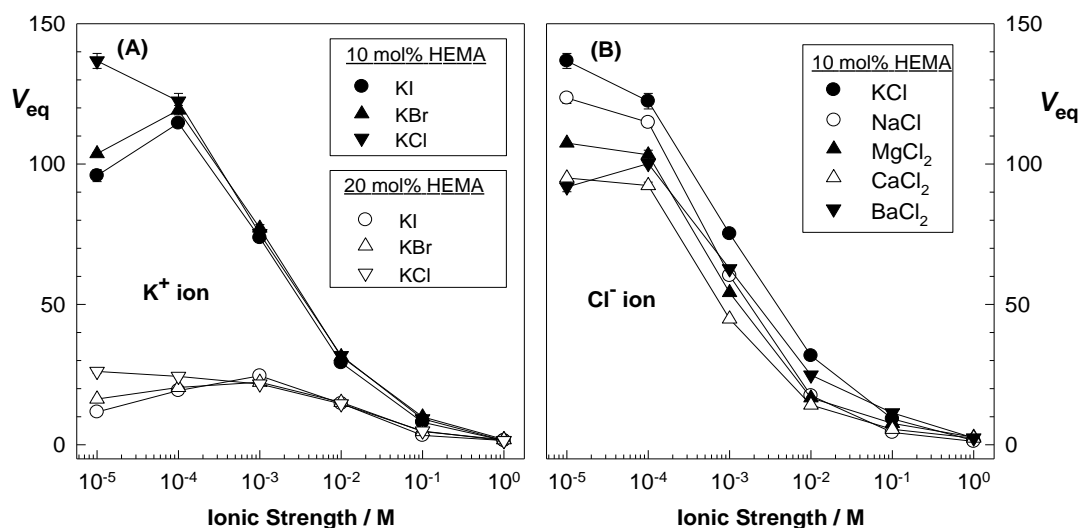 (A)
150
100
50
0
V_eq
10 mol% HEMA
KI
KBr
KCl
20 mol% HEMA
KI
KBr
KCl
K⁺ ion
10⁻⁵ 10⁻⁴ 10⁻³ 10⁻² 10⁻¹ 10⁰
Ionic Strength / M
(B)
10 mol% HEMA
KCl
NaCl
MgCl₂
CaCl₂
BaCl₂
Cl⁻ ion
150
100
50
0
V_eq
10⁻⁵ 10⁻⁴ 10⁻³ 10⁻² 10⁻¹ 10⁰
Ionic Strength / M